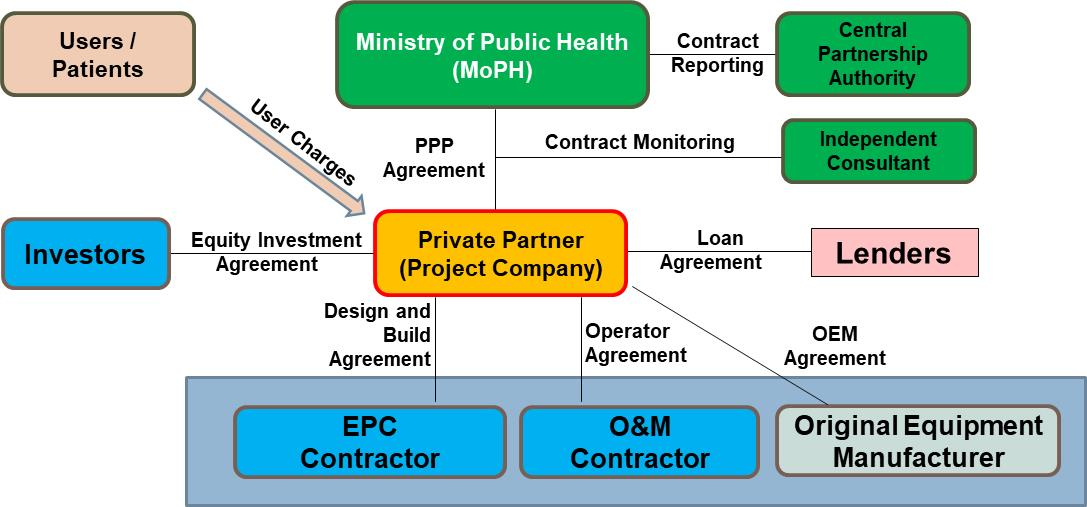 Users /
Patients
Ministry of Public Health
(MoPH)
Contract
Reporting
Central
Partnership
Authority
User Charges
PPP
Agreement
Contract Monitoring
Independent
Consultant
Investors
Equity Investment
Agreement
Private Partner
(Project Company)
Loan
Agreement
Lenders
Design and
Build
Agreement
Operator
Agreement
OEM
Agreement
EPC
Contractor
O&M
Contractor
Original Equipment
Manufacturer